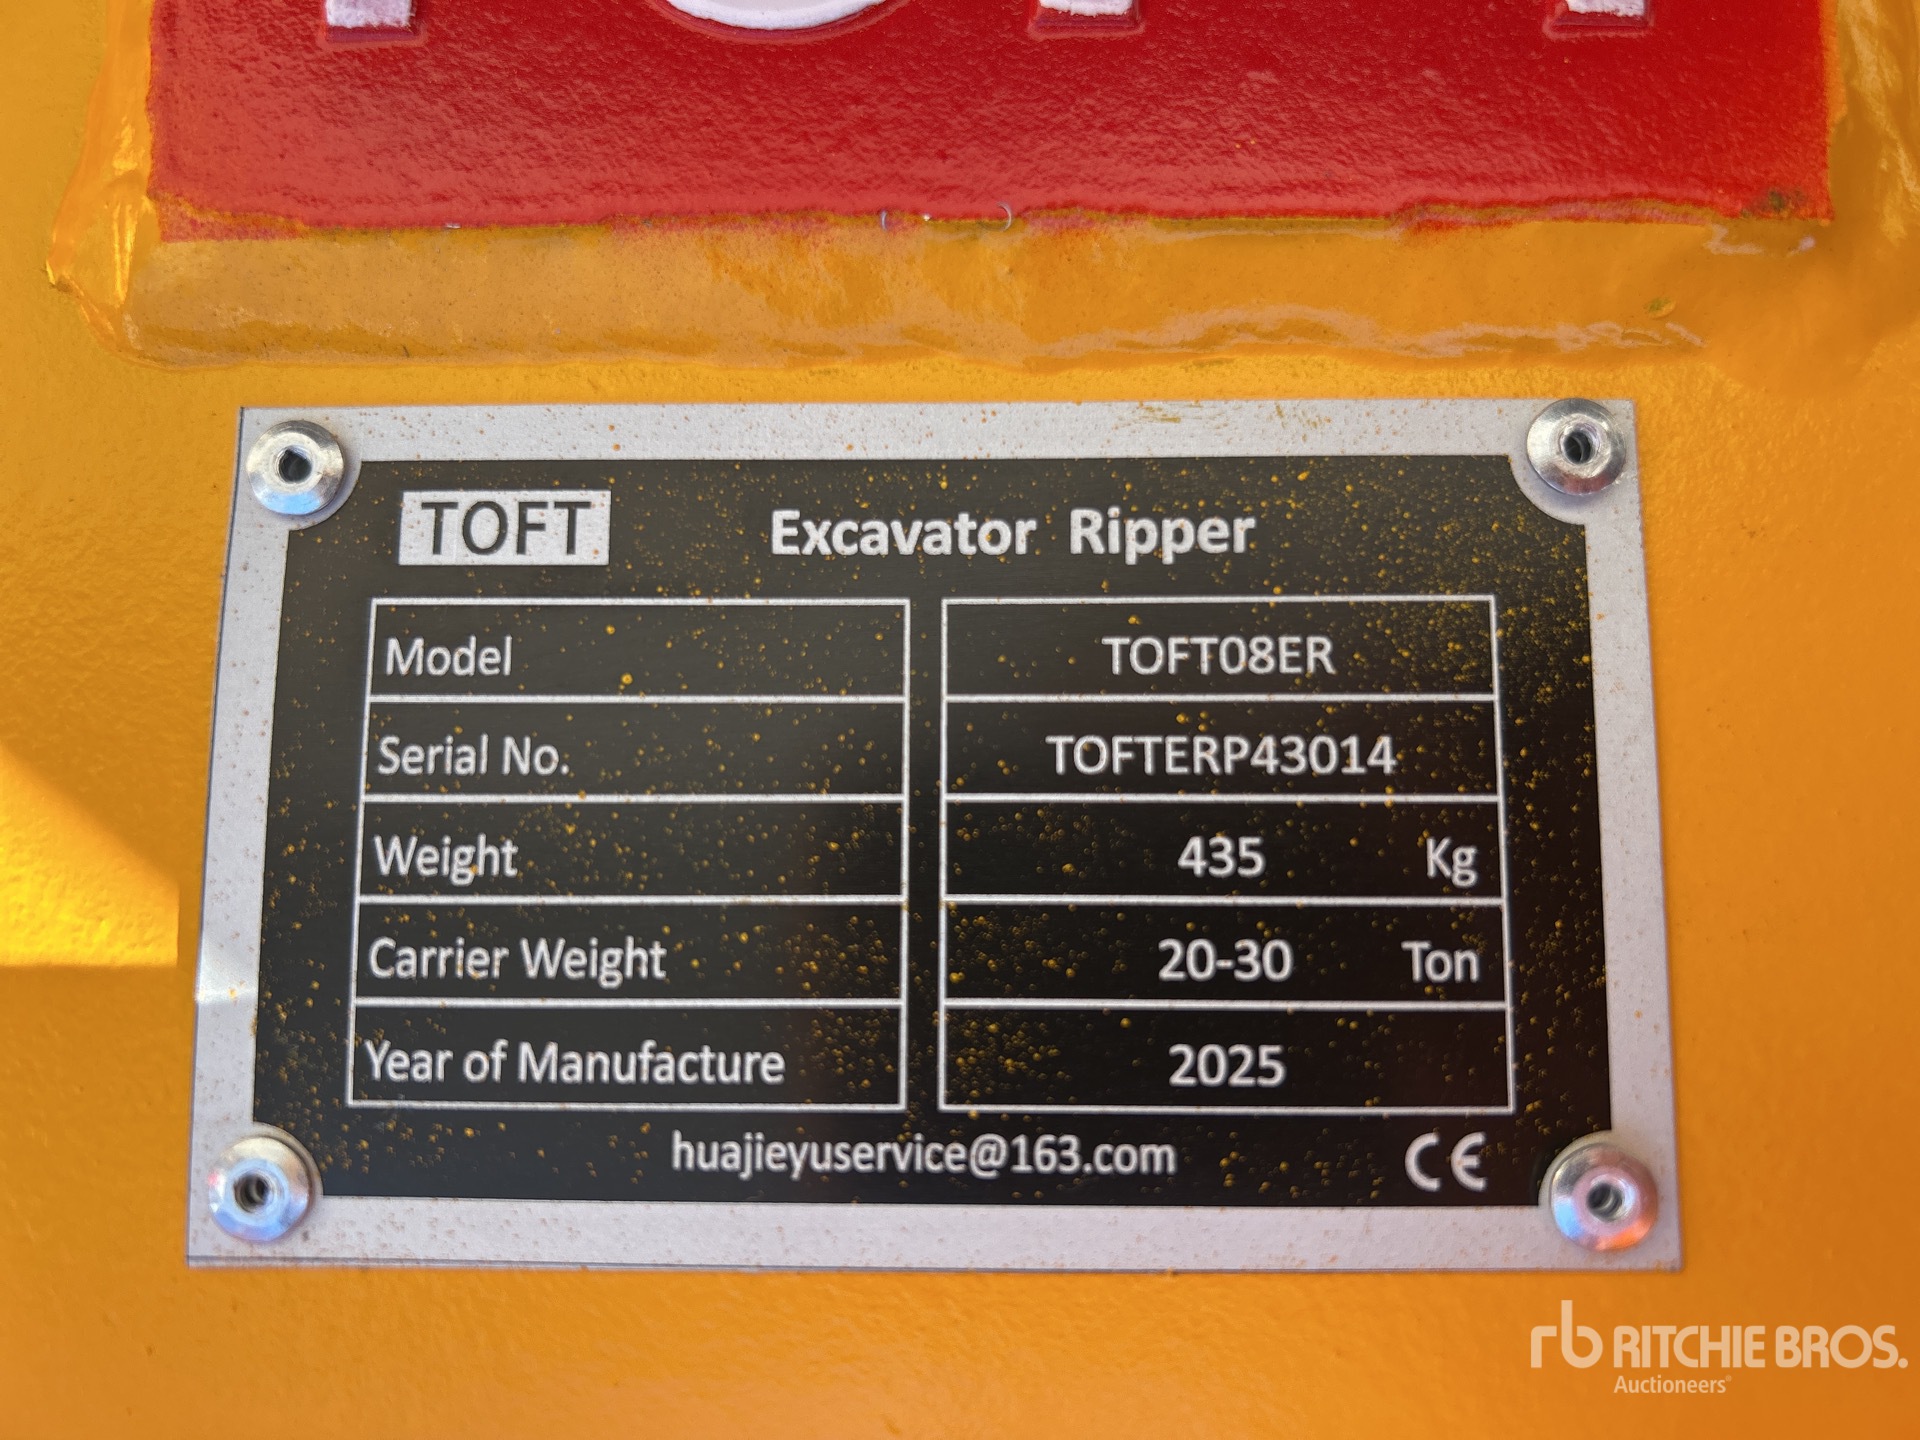 TOFT Excavator Ripper
Model TOFT08ER
Serial No. TOFTERP43014
Weight 435 Kg
Carrier Weight 20-30 Ton
Year of Manufacture 2025
huajieyuservice@163.com CE
rb RITCHIE BROS.
Auctioneers